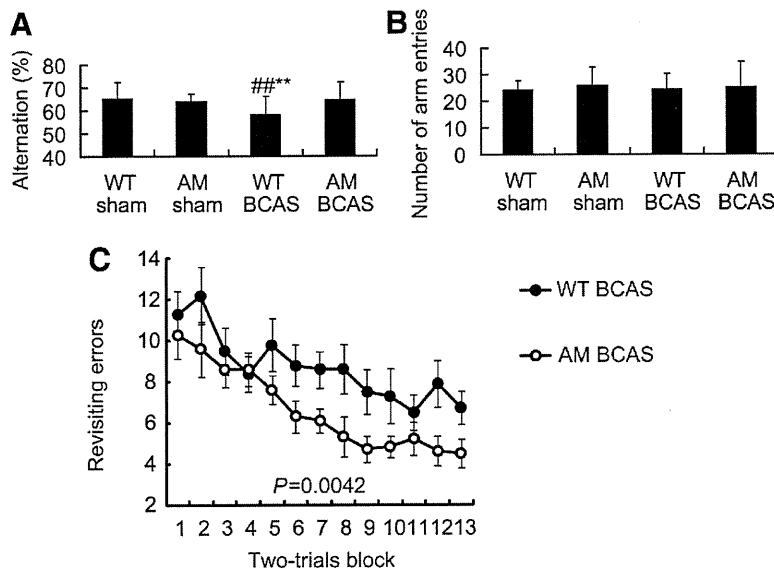 A
Alternation (%)
80
70
60
50
40
##**
WT sham
AM sham
WT BCAS
AM BCAS
B
Number of arm entries
40
30
20
10
0
WT sham
AM sham
WT BCAS
AM BCAS
C
Revisiting errors
14
12
10
8
6
4
2
P=0.0042
1 2 3 4 5 6 7 8 9 10 11 12 13
Two-trials block
WT BCAS
AM BCAS